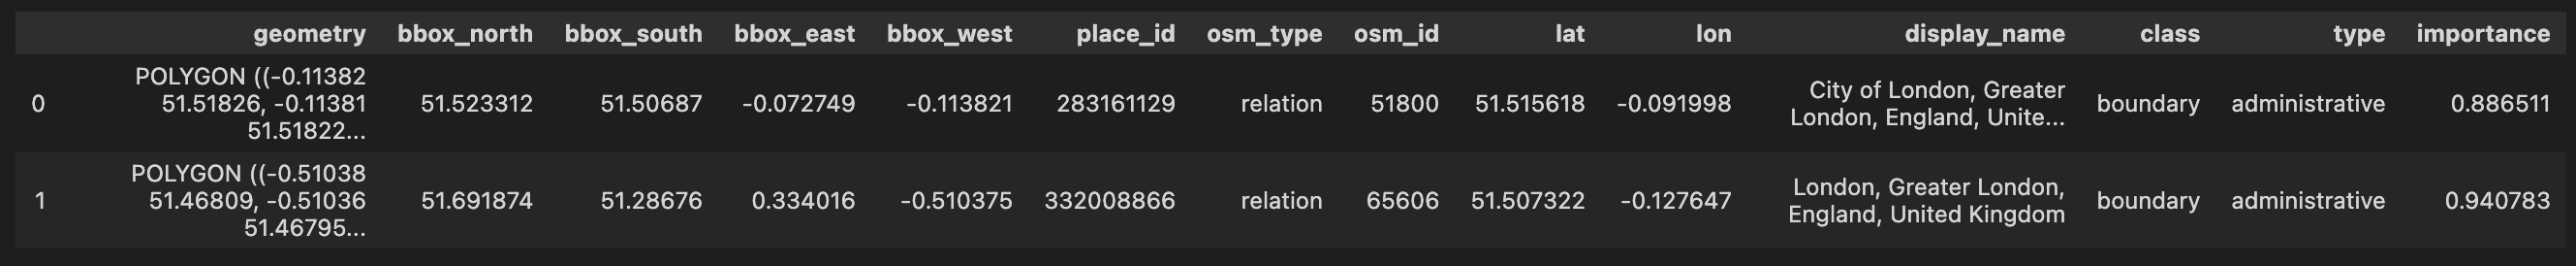 geometry bbox_north bbox_south bbox_east bbox_west place_id osm_type osm_id lat lon display_name class type importance
0 POLYGON ((-0.11382 51.51826, -0.11381 51.51822... 51.523312 51.50687 -0.072749 -0.113821 283161129 relation 51800 51.515618 -0.091998 City of London, Greater London, England, Unite... boundary administrative 0.886511
1 POLYGON ((-0.51038 51.46809, -0.51036 51.46795... 51.691874 51.28676 0.334016 -0.510375 332008866 relation 65606 51.507322 -0.127647 London, Greater London, England, United Kingdom boundary administrative 0.940783